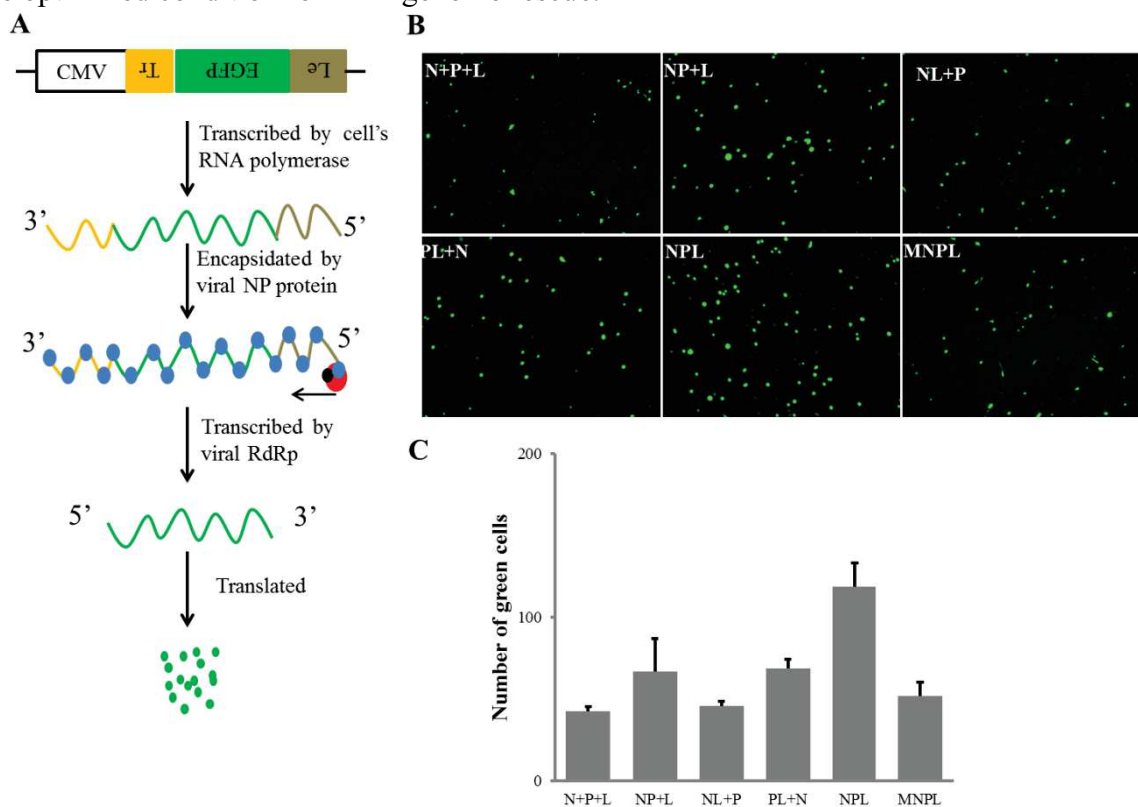 A
CMV
Tr
EGFP
Le
Transcribed by cell's
RNA polymerase
3’
5’
Encapsidated by
viral NP protein
3’
5’
Transcribed by
viral RdRp
5’
3’
Translated
B
N+P+L
NP+L
NL+P
PL+N
NPL
MNPL
C
200
100
0
Number of green cells
N+P+L
NP+L
NL+P
PL+N
NPL
MNPL